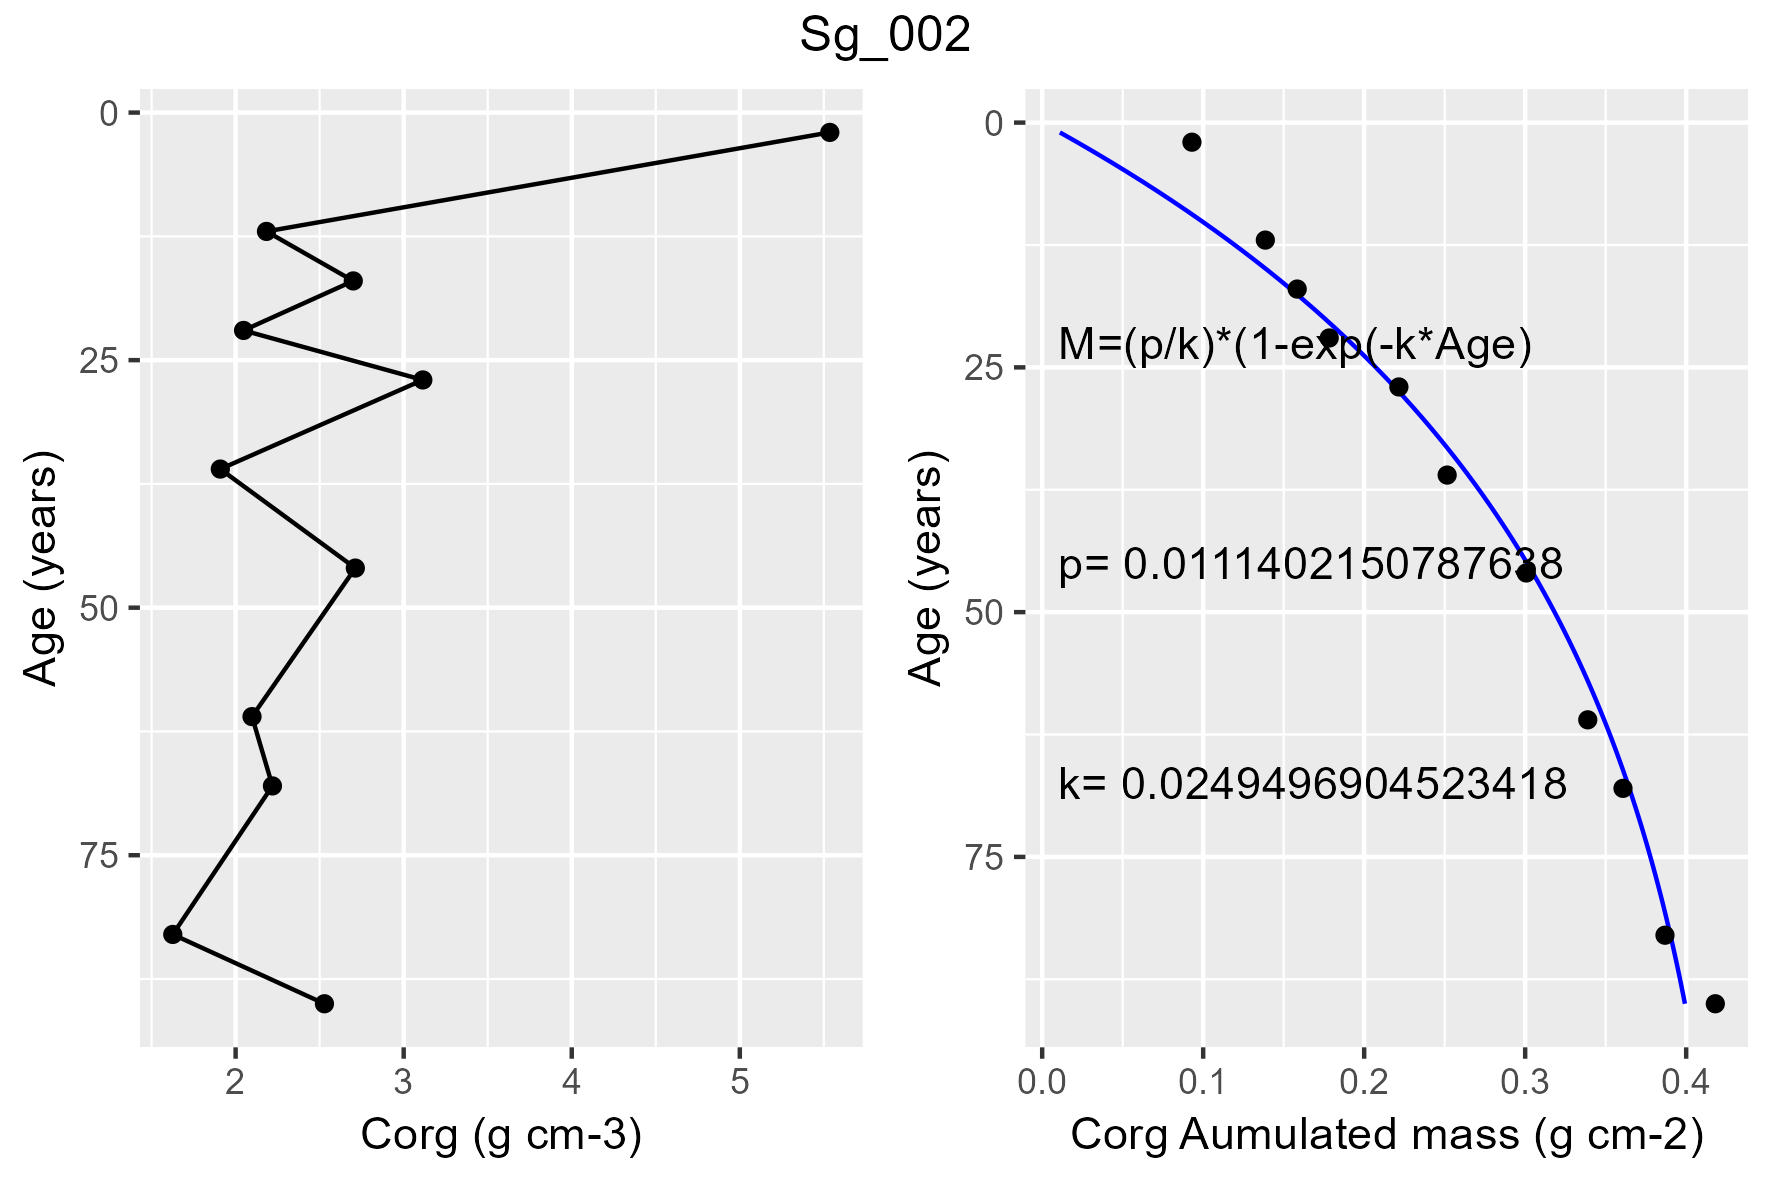 Sg_002
0
25
50
75
Age (years)
2
3
4
5
Corg (g cm-3)
0
25
50
75
Age (years)
M=(p/k)*(1-exp(-k*Age)
p= 0.0111402150787638
k= 0.0249496904523418
0.0
0.1
0.2
0.3
0.4
Corg Aumulated mass (g cm-2)